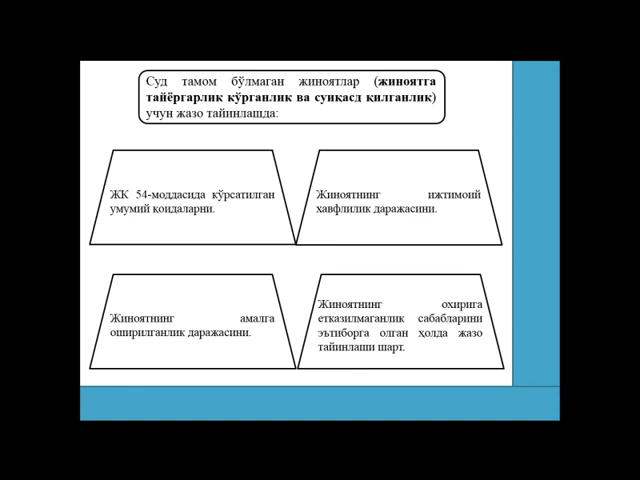 Суд тамом бўлмаган жиноятлар (жиноятга
тайёргарлик кўрганлик ва суиқасд қилганлик)
учун жазо тайинлашда:
ЖК 54-моддасида кўрсатилган
умумий қоидаларни.
Жиноятнинг ижтимоий
хавфлилик даражасини.
Жиноятнинг амалга
оширилганлик даражасини.
Жиноятнинг охирига
етказилмаганлик сабабларини
эътиборга олган ҳолда жазо
тайинлаши шарт.